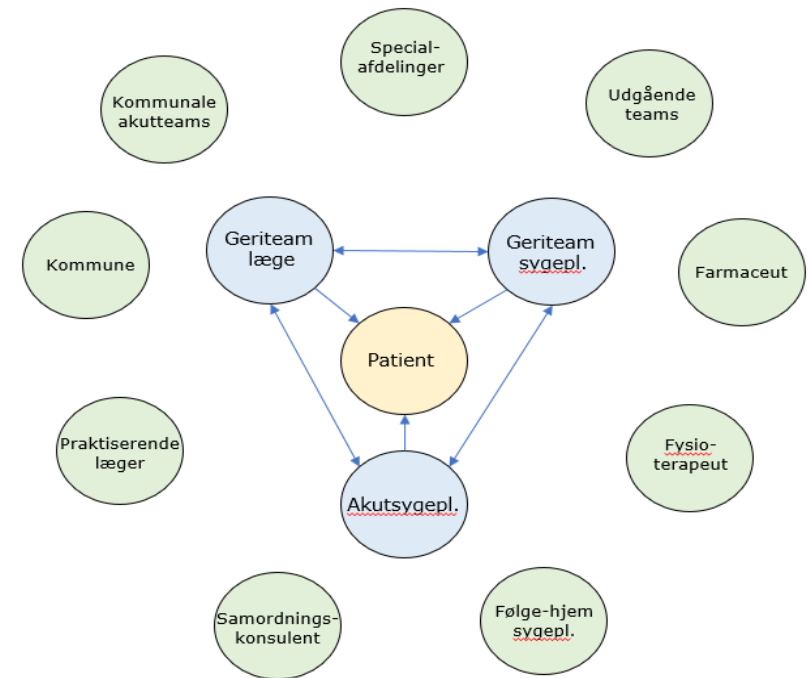 Special-
afdelinger
Kommunale
akutteams
Udgående
teams
Geriteam
læge
Geriteam
sygepl.
Kommune
Farmaceut
Patient
Praktiserende
læger
Fysio-
terapeut
Akutsygepl.
Samordnings-
konsulent
Følge-hjem
sygepl.